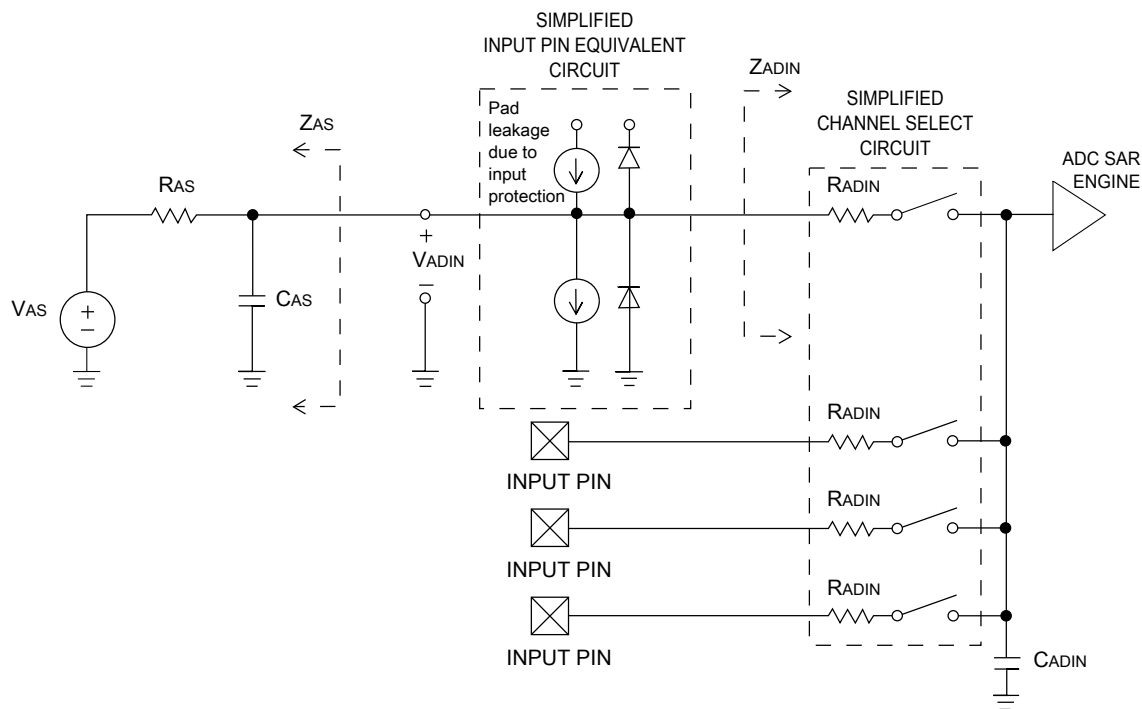 SIMPLIFIED
INPUT PIN EQUIVALENT
CIRCUIT
Pad
leakage
due to
input
protection
ZADIN
SIMPLIFIED
CHANNEL SELECT
CIRCUIT
ADC SAR
ENGINE
ZAS
RAS
RADIN
+
VADIN
–
CAS
VAS
+
–
RADIN
INPUT PIN
RADIN
INPUT PIN
RADIN
INPUT PIN
CADIN